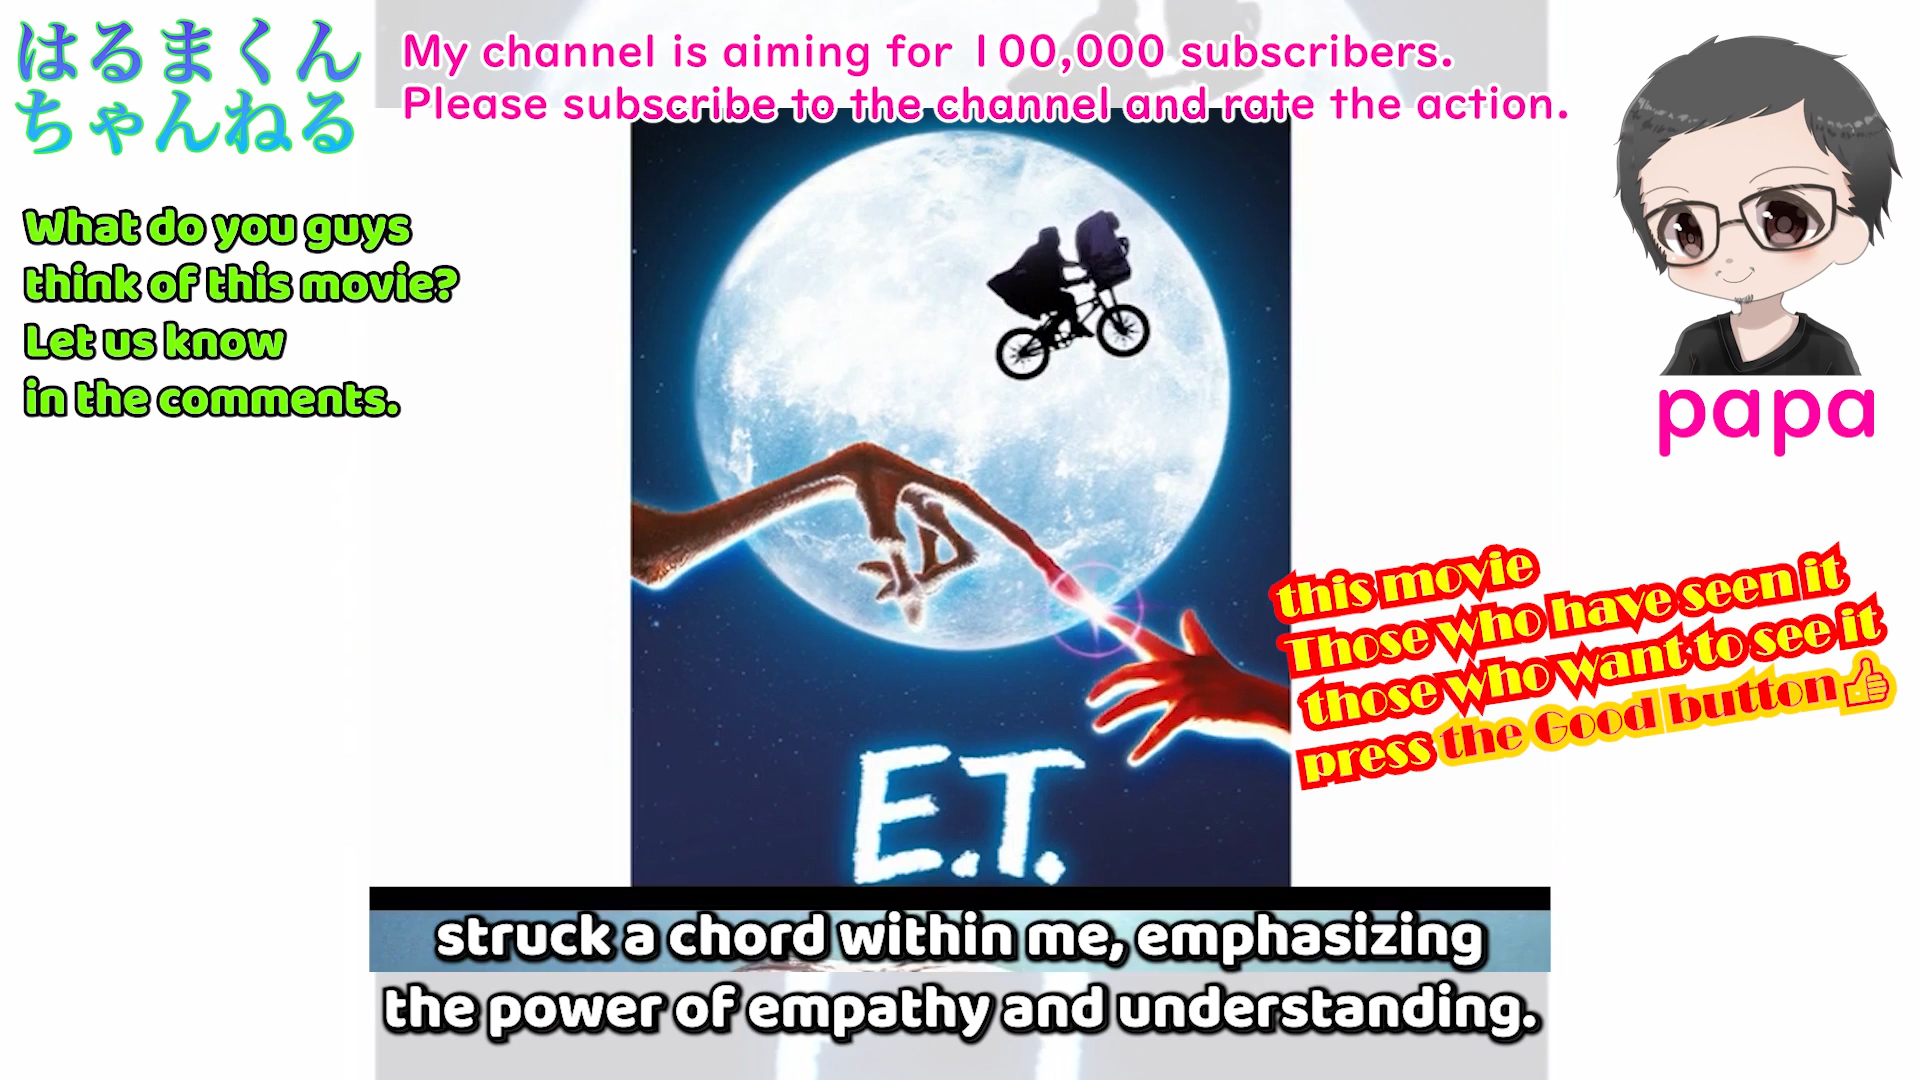 はるまくん
ちゃんねる
My channel is aiming for 100,000 subscribers.
Please subscribe to the channel and rate the action.
What do you guys
think of this movie?
Let us know
in the comments.
papa
this movie
Those who have seen it
those who want to see it
press the Good button
E.T.
struck a chord within me, emphasizing
the power of empathy and understanding.